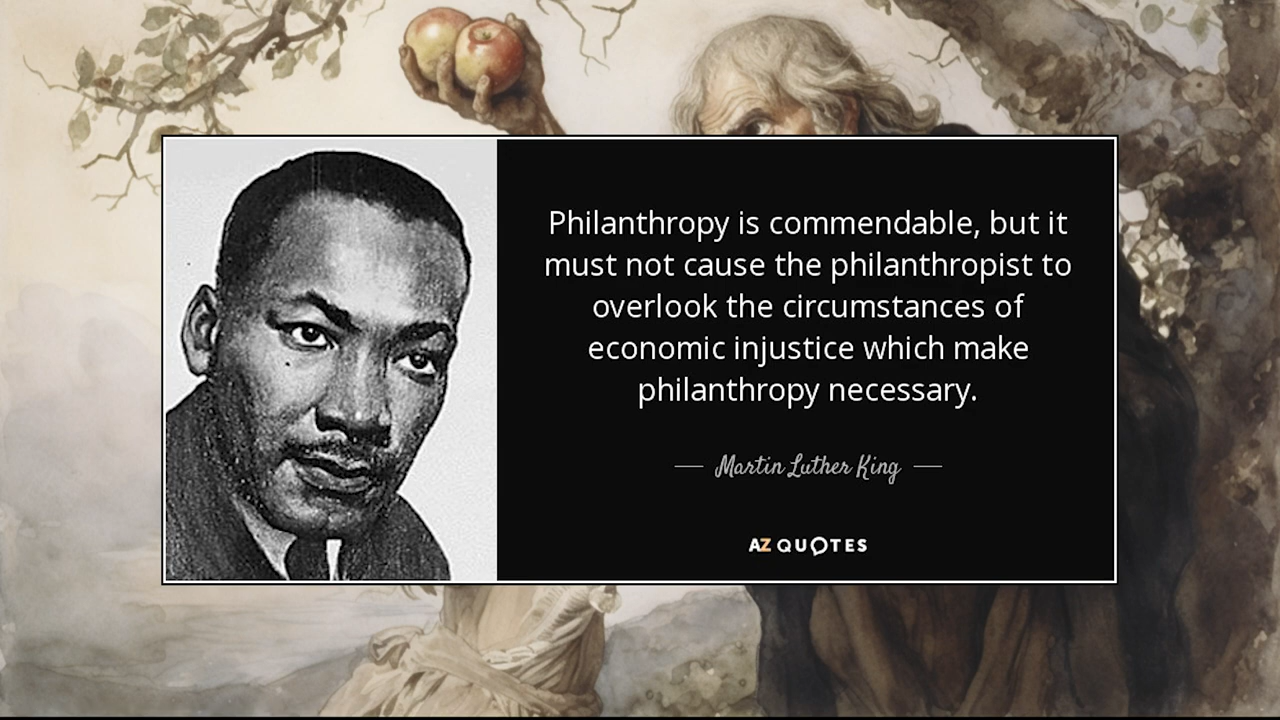 Philanthropy is commendable, but it
must not cause the philanthropist to
overlook the circumstances of
economic injustice which make
philanthropy necessary.
Martin Luther King
AZ QUOTES